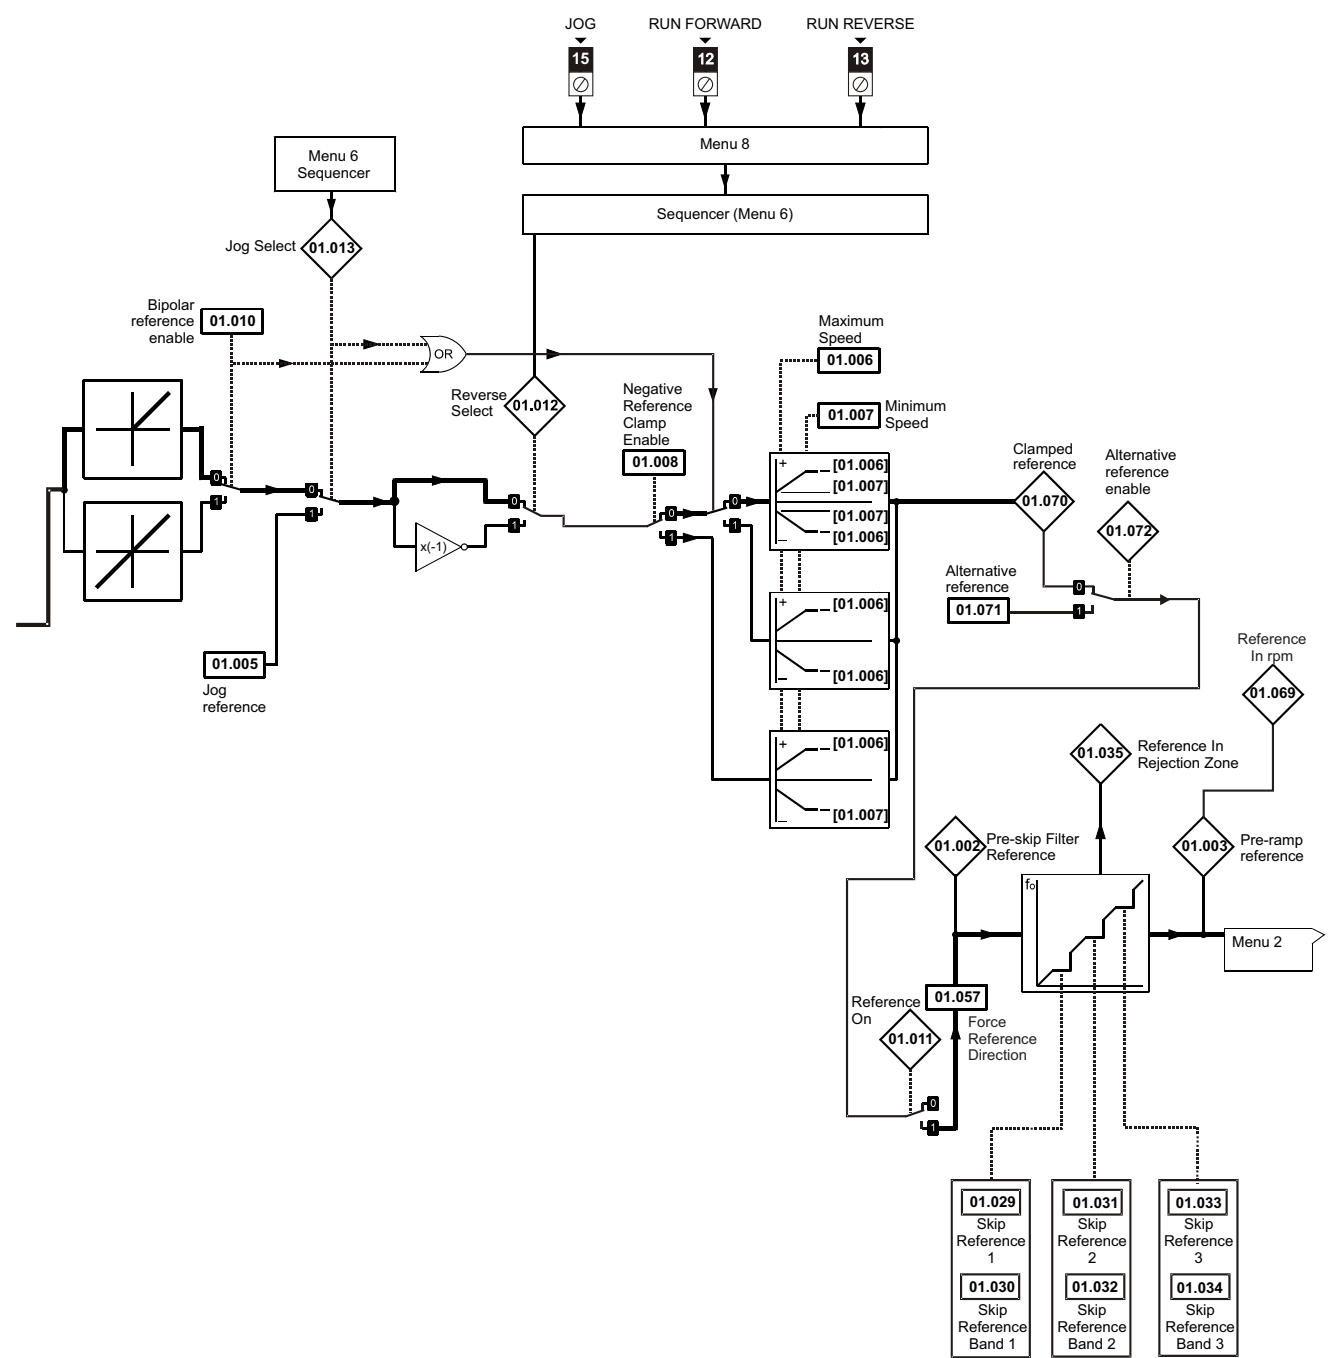 JOG
RUN FORWARD
RUN REVERSE
15
12
13
Menu 8
Menu 6
Sequencer
Sequencer (Menu 6)
Jog Select
01.013
Bipolar
reference
enable
01.010
OR
Maximum
Speed
01.006
Reverse
Select
01.012
Negative
Reference
Clamp
Enable
01.008
01.007
Minimum
Speed
0
1
0
1
x(-1)
0
1
0
1
0
1
+
[01.006]
[01.007]
[01.007]
[01.006]
–
Clamped
reference
01.070
Alternative
reference
enable
01.072
Alternative
reference
01.071
0
1
+
[01.006]
[01.006]
–
01.005
Jog
reference
Reference
In rpm
01.069
+
[01.006]
[01.007]
–
01.035
Reference In
Rejection Zone
01.002
Pre-skip Filter
Reference
01.003
Pre-ramp
reference
fo
Menu 2
Reference
On
01.011
01.057
Force
Reference
Direction
0
1
01.029
Skip
Reference
1
01.030
Skip
Reference
Band 1
01.031
Skip
Reference
2
01.032
Skip
Reference
Band 2
01.033
Skip
Reference
3
01.034
Skip
Reference
Band 3